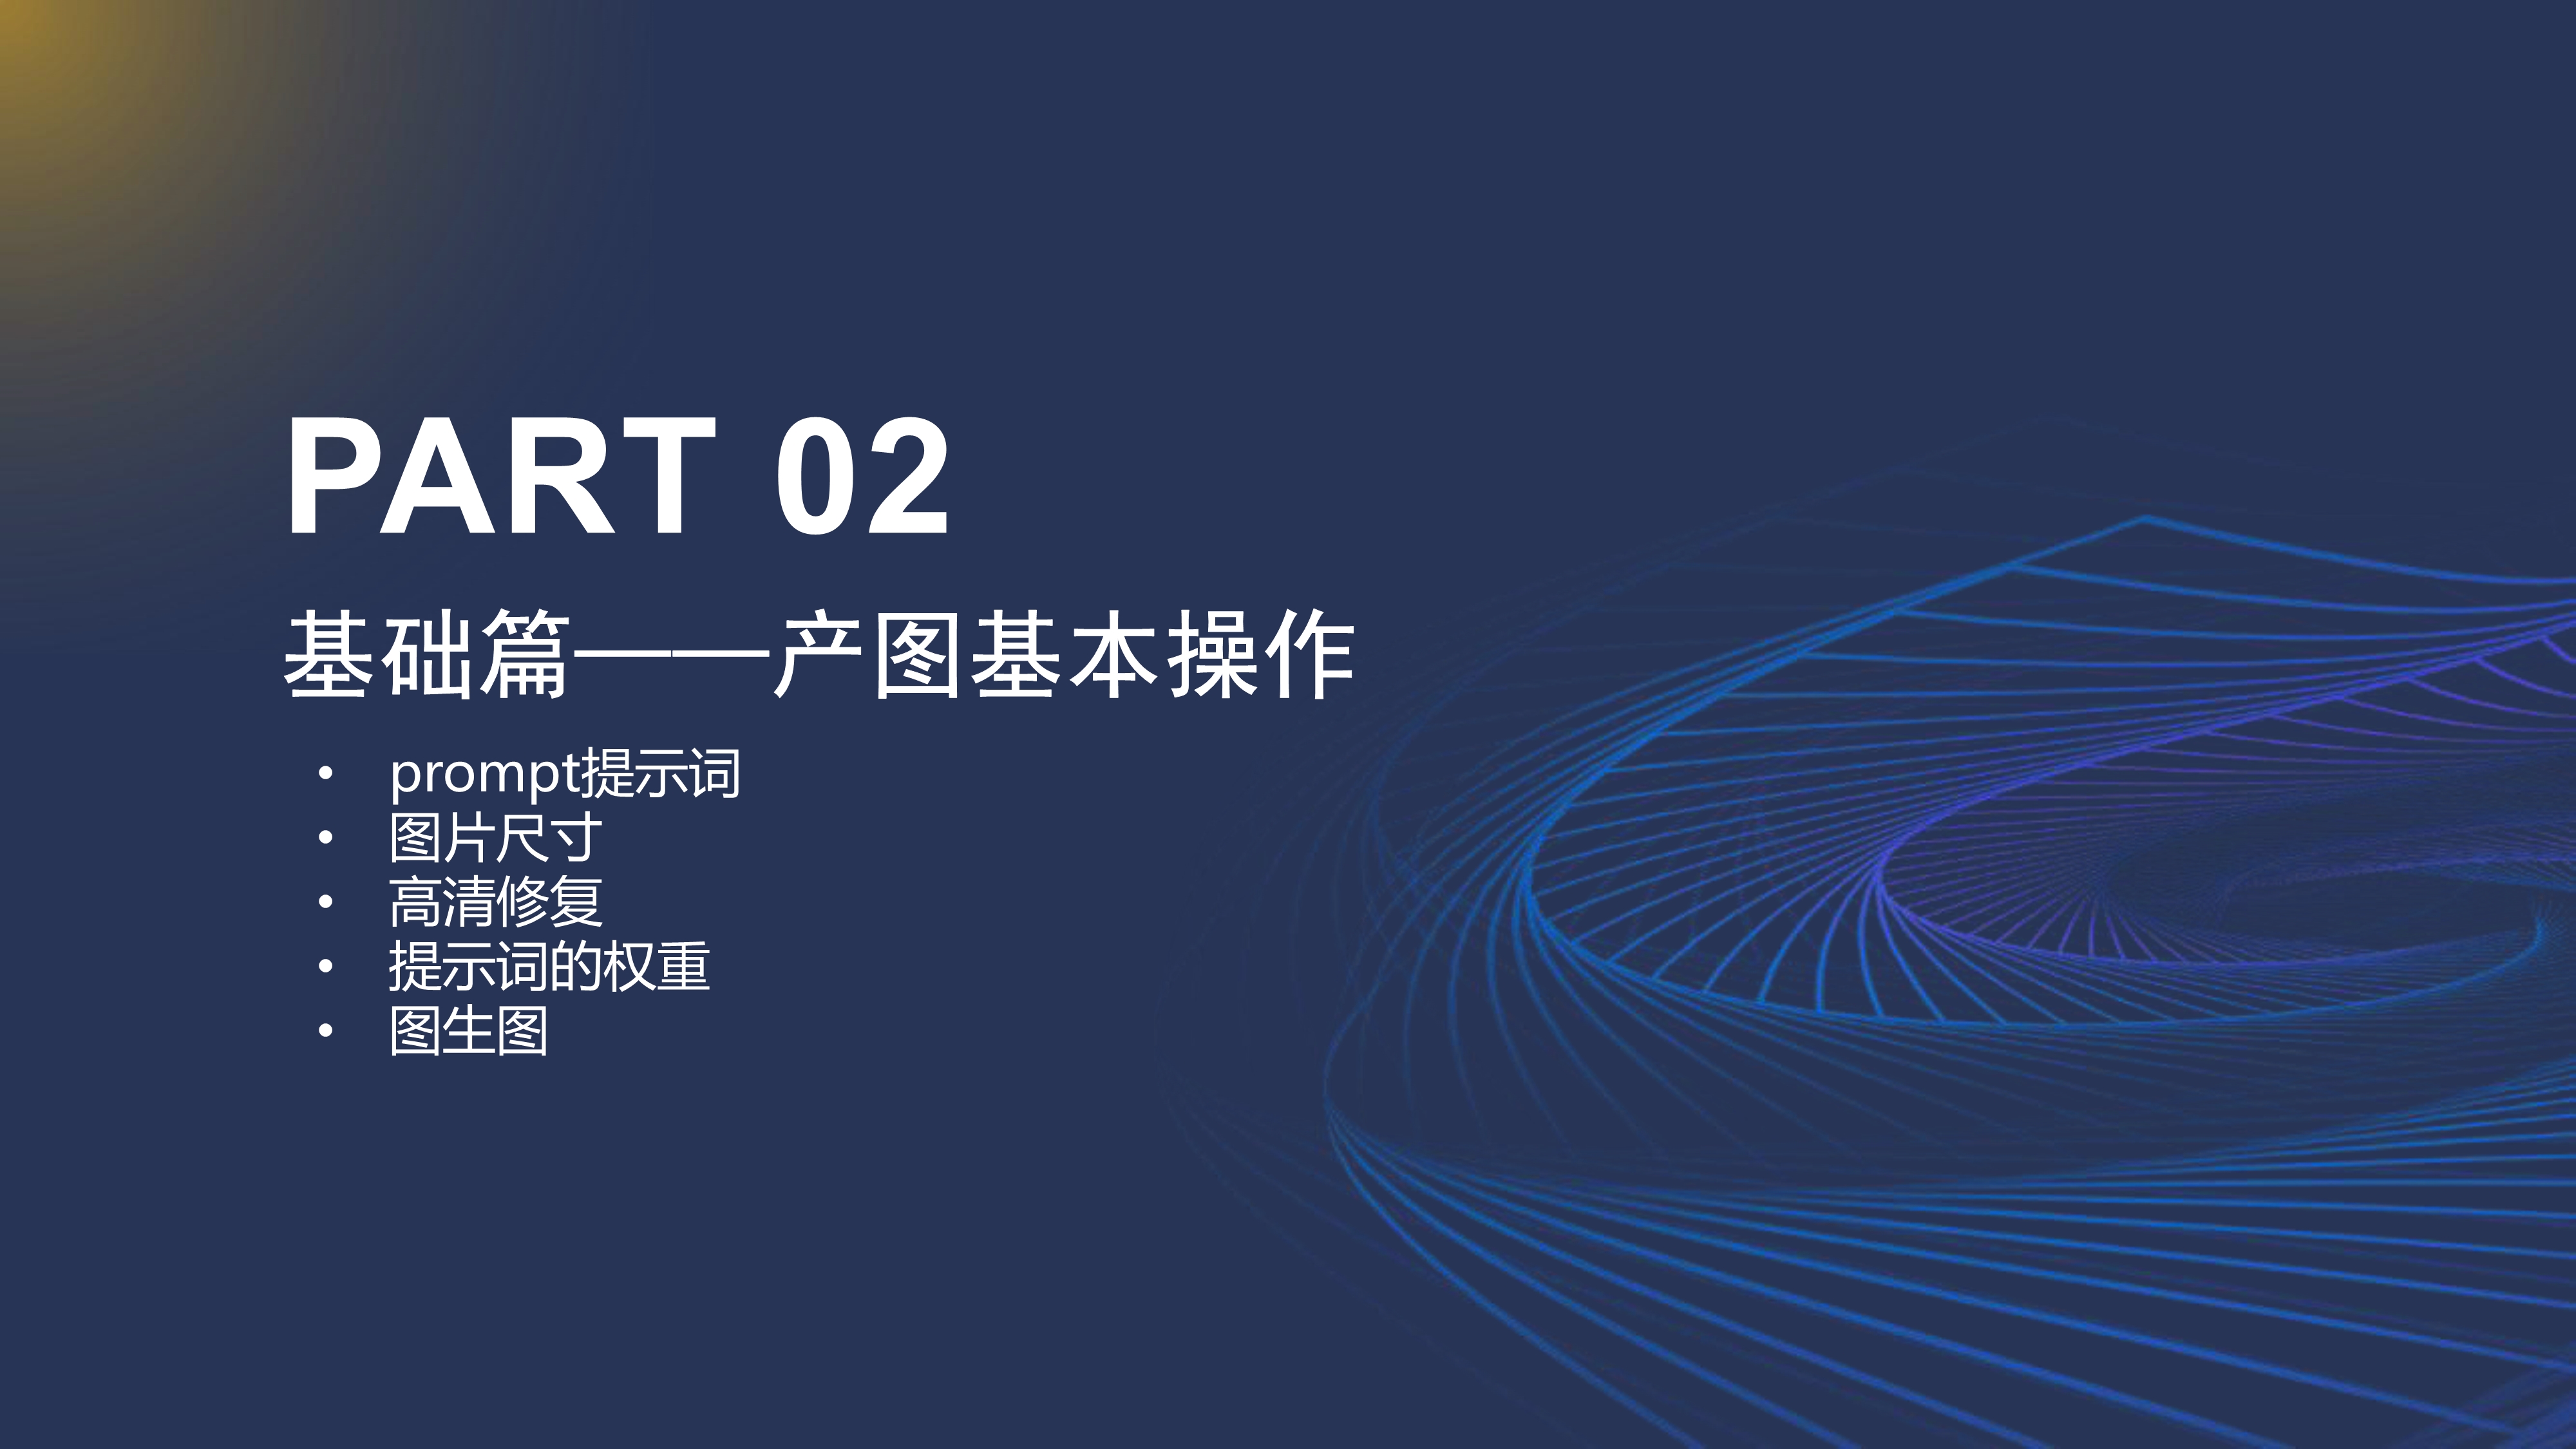 PART 02
基础篇——产图基本操作
• prompt提示词
• 图片尺寸
• 高清修复
• 提示词的权重
• 图生图